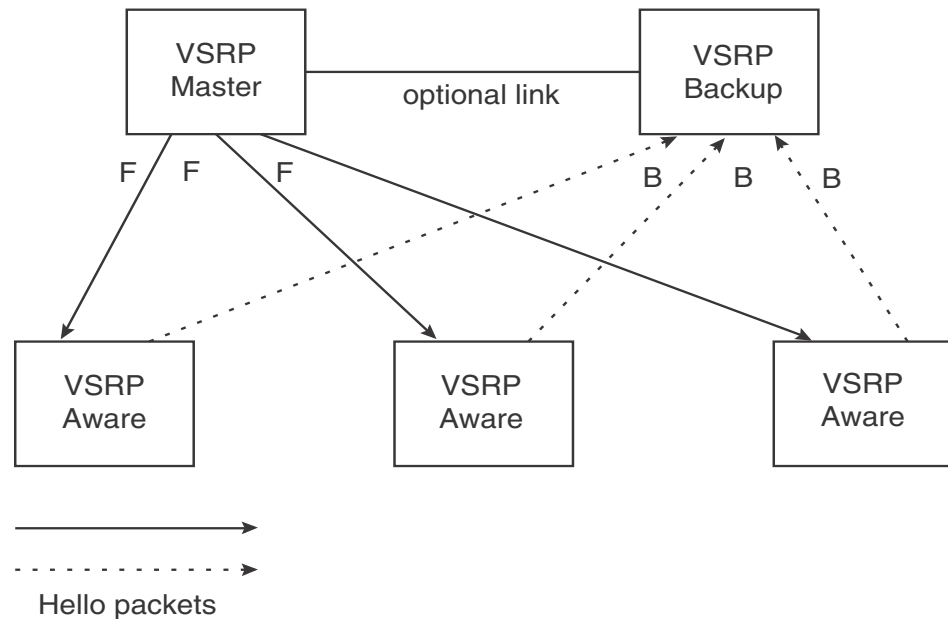 VSRP
Master
VSRP
Backup
optional link
F
F
F
B
B
B
VSRP
Aware
VSRP
Aware
VSRP
Aware
Hello packets